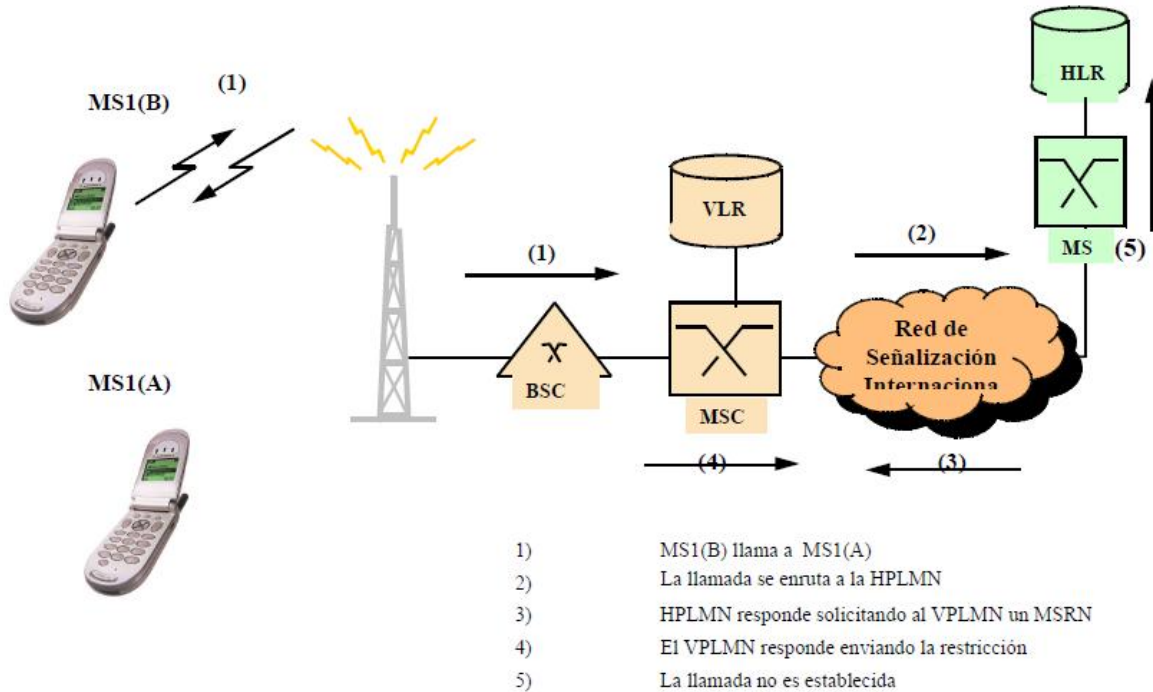 HLR
(1)
MS1(B)
VLR
(2)
MS
(5)
(1)
Red de
Señalización
Internaciona
MS1(A)
BSC
MSC
(4)
(3)
1) MS1(B) llama a MS1(A)
2) La llamada se enruta a la HPLMN
3) HPLMN responde solicitando al VPLMN un MSRN
4) El VPLMN responde enviando la restricción
5) La llamada no es establecida